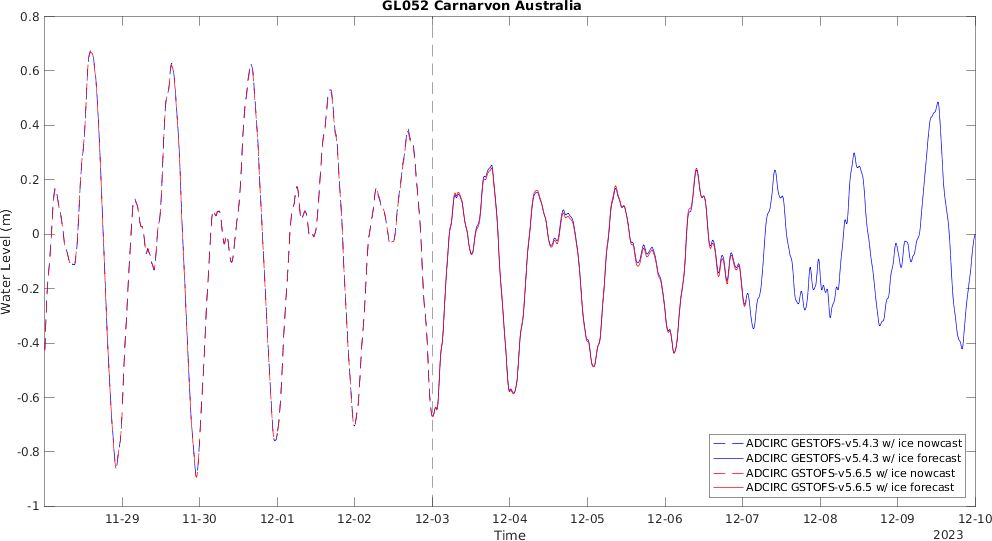 GL052 Carnarvon Australia
0.8
0.6
0.4
0.2
0
-0.2
-0.4
-0.6
-0.8
-1
Water Level (m)
ADCIRC GESTOFS-v5.4.3 w/ ice nowcast
ADCIRC GESTOFS-v5.4.3 w/ ice forecast
ADCIRC GSTOFS-v5.6.5 w/ ice nowcast
ADCIRC GSTOFS-v5.6.5 w/ ice forecast
11-29 11-30 12-01 12-02 12-03 12-04 12-05 12-06 12-07 12-08 12-09 12-10
Time
2023